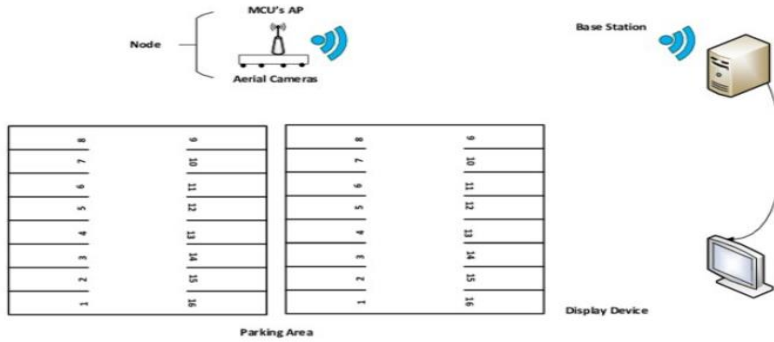 MCU's AP
Node
Aerial Cameras
Base Station
8 9 8 9
7 10 7 10
6 11 6 11
5 12 5 12
4 13 4 13
3 14 3 14
2 15 2 15
1 16 1 16
Display Device
Parking Area